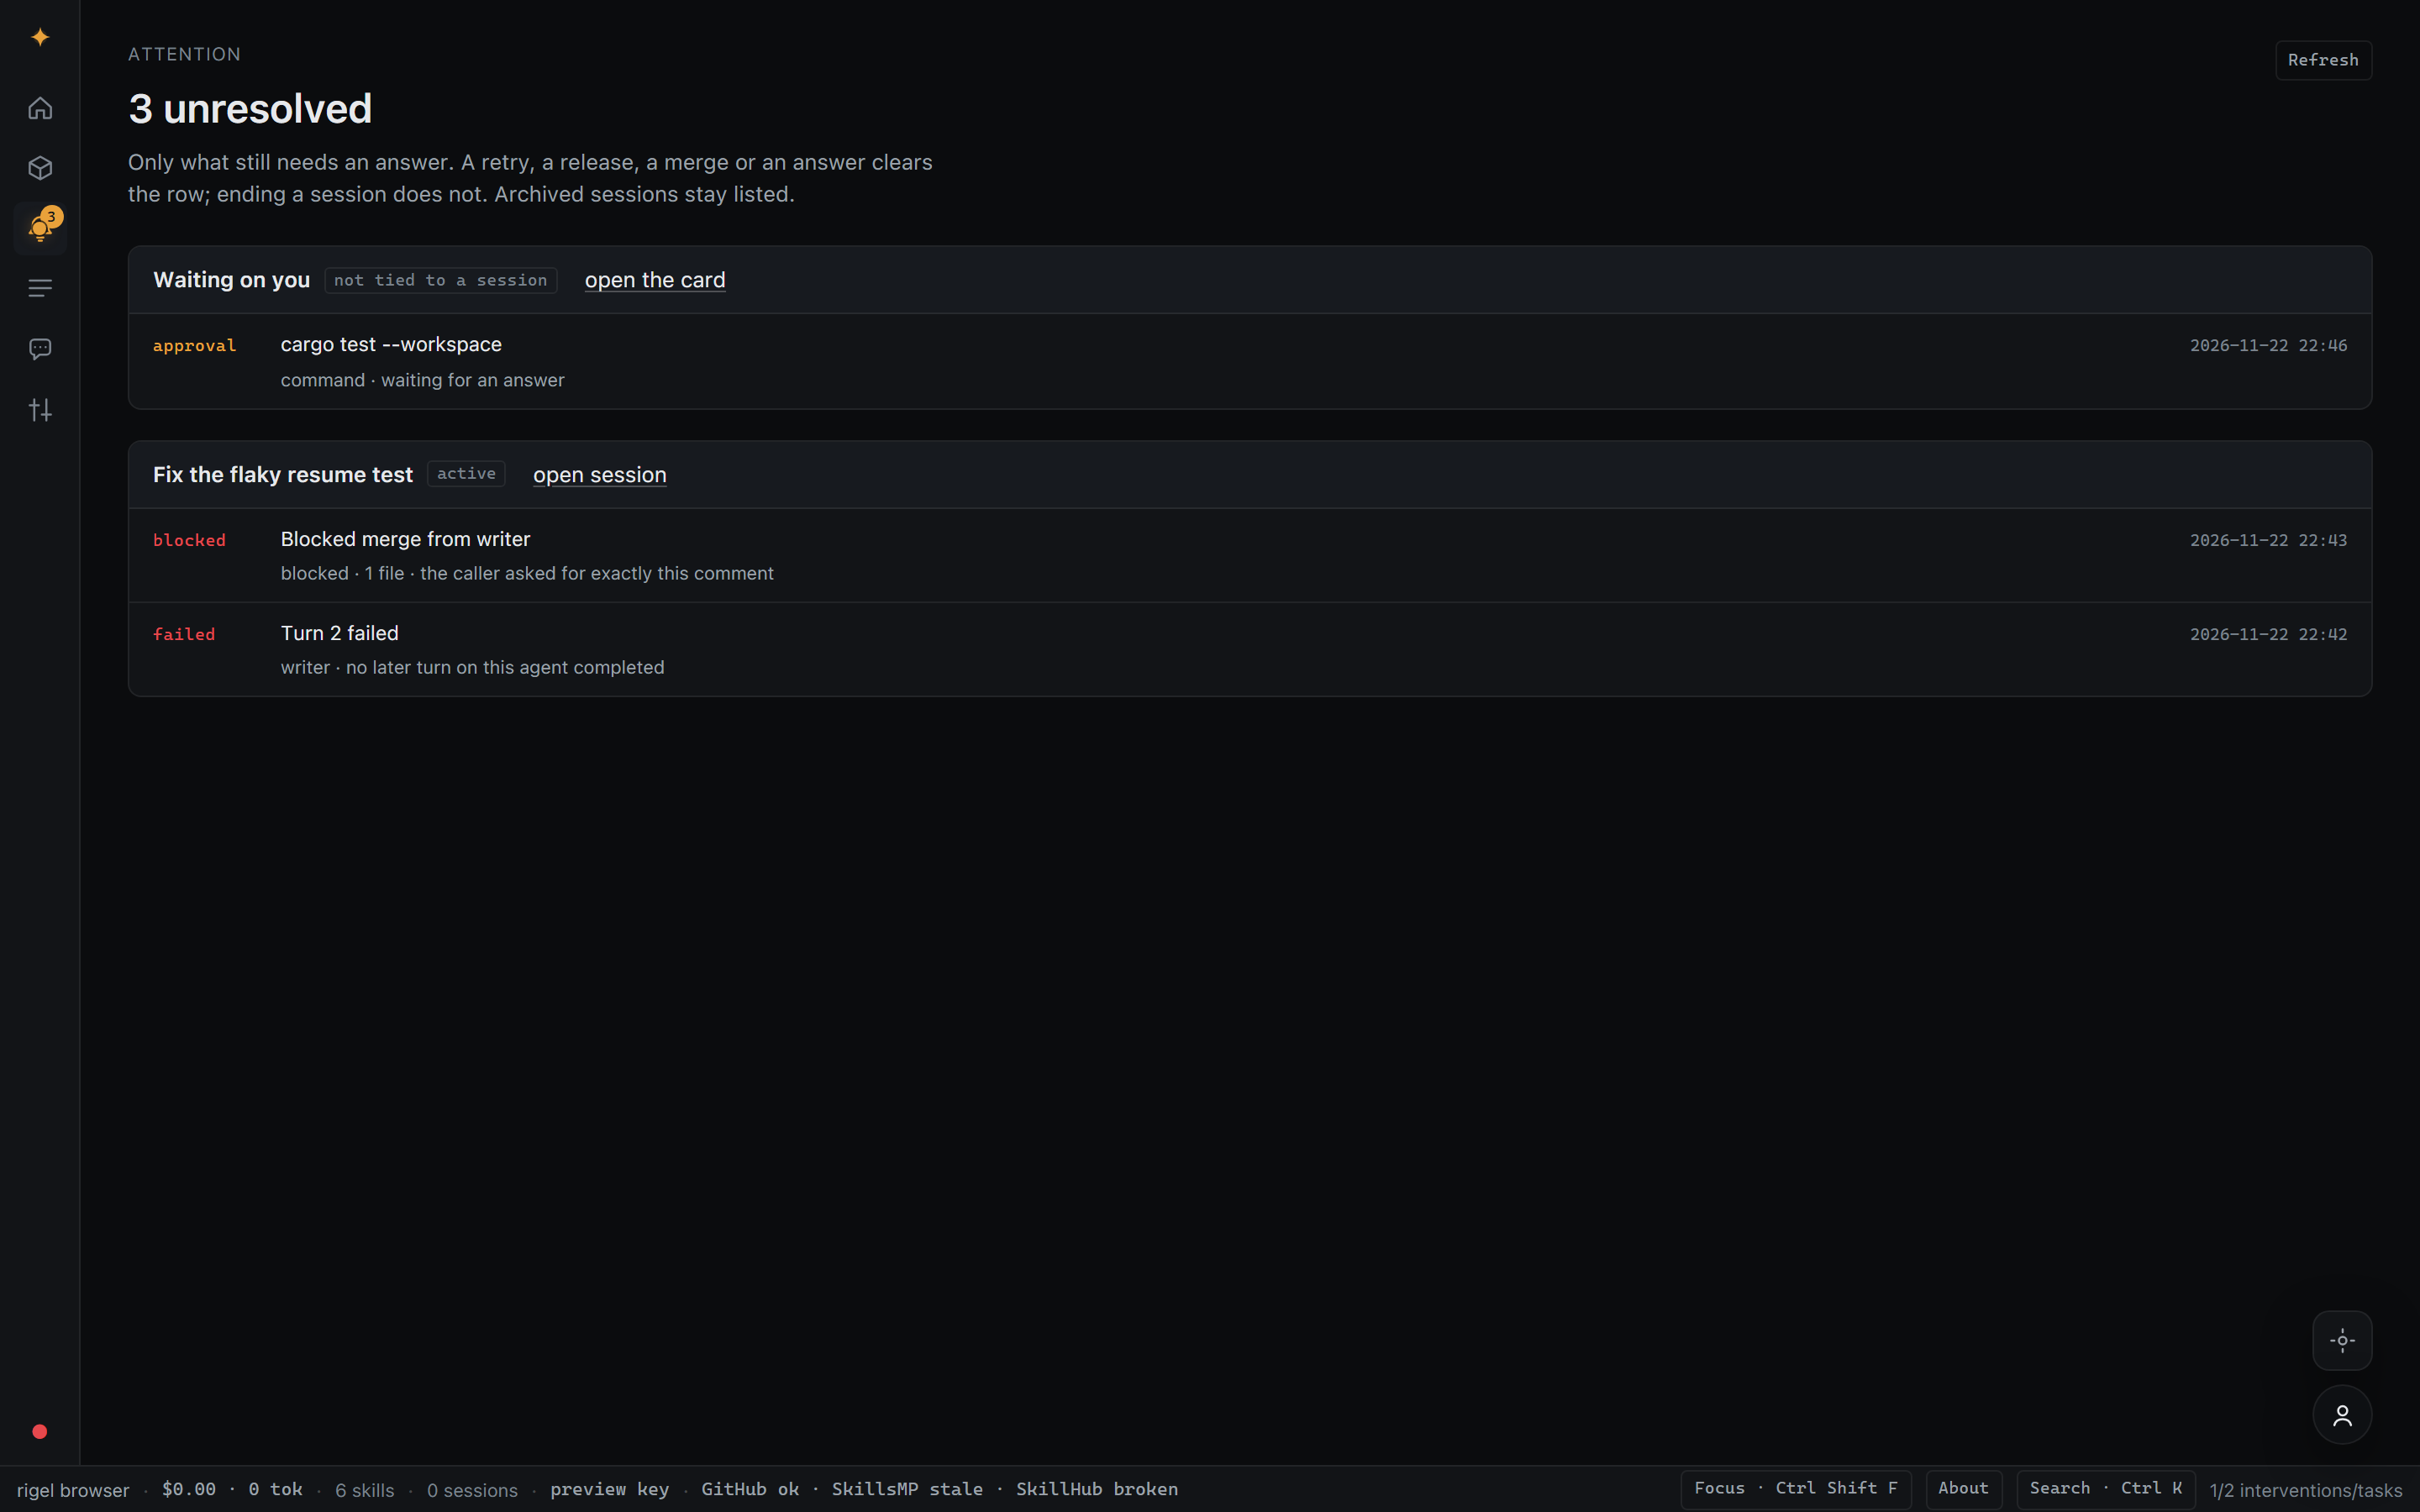 ATTENTION
Refresh
3 unresolved
Only what still needs an answer. A retry, a release, a merge or an answer clears
the row; ending a session does not. Archived sessions stay listed.
3
Waiting on you not tied to a session open the card
approval cargo test --workspace 2026-11-22 22:46
command · waiting for an answer
Fix the flaky resume test active open session
blocked Blocked merge from writer 2026-11-22 22:43
blocked · 1 file · the caller asked for exactly this comment
failed Turn 2 failed 2026-11-22 22:42
writer · no later turn on this agent completed
rigel browser · $0.00 · 0 tok · 6 skills · 0 sessions · preview key · GitHub ok · SkillsMP stale · SkillHub broken Focus · Ctrl Shift F About Search · Ctrl K 1/2 interventions/tasks